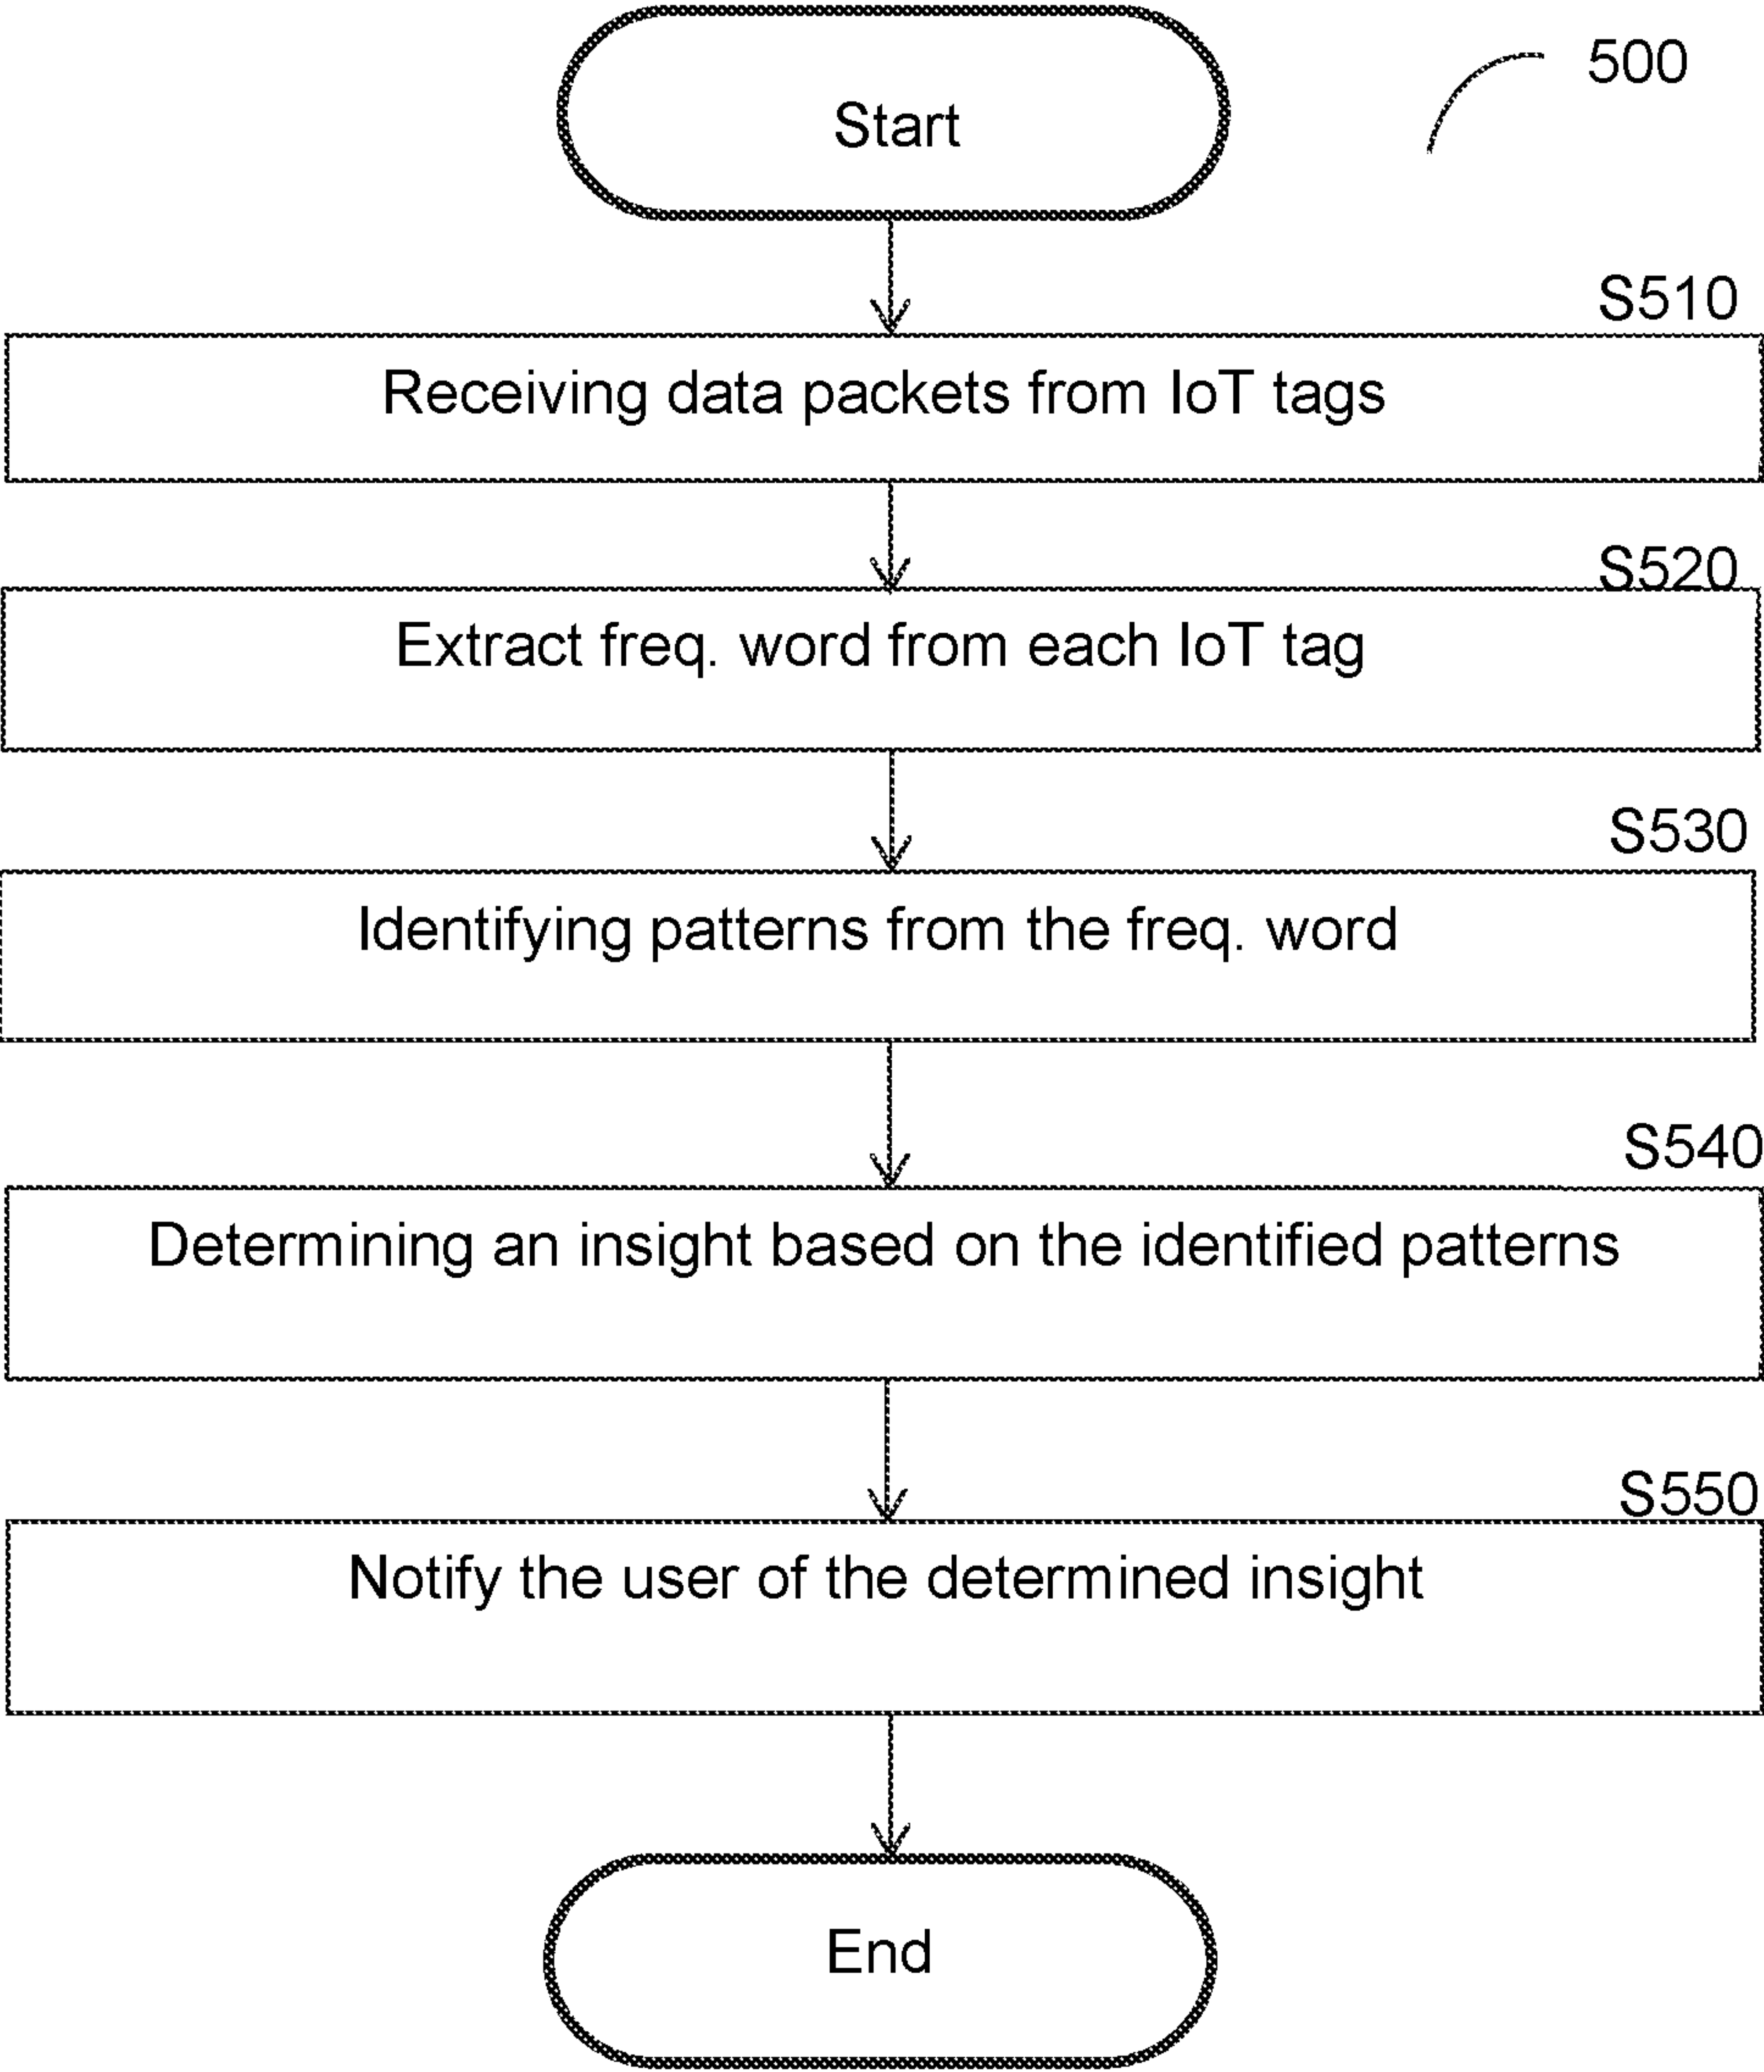 500
Start
S510
Receiving data packets from IoT tags
S520
Extract freq. word from each IoT tag
S530
Identifying patterns from the freq. word
S540
Determining an insight based on the identified patterns
S550
Notify the user of the determined insight
End